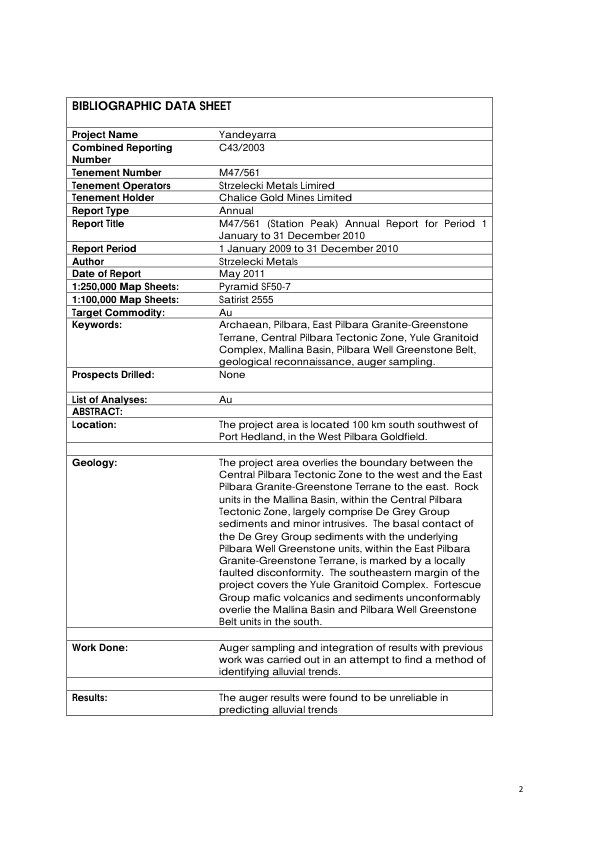 BIBLIOGRAPHIC DATA SHEET
Project Name Yandeyarra
Combined Reporting C43/2003
Number
Tenement Number M47/561
Tenement Operators Strzelecki Metals Limired
Tenement Holder Chalice Gold Mines Limited
Report Type Annual
Report Title M47/561 (Station Peak) Annual Report for Period 1
January to 31 December 2010
Report Period 1 January 2009 to 31 December 2010
Author Strzelecki Metals
Date of Report May 2011
1:250,000 Map Sheets: Pyramid SF50-7
1:100,000 Map Sheets: Satirist 2555
Target Commodity: Au
Keywords: Archaean, Pilbara, East Pilbara Granite-Greenstone
Terrane, Central Pilbara Tectonic Zone, Yule Granitoid
Complex, Mallina Basin, Pilbara Well Greenstone Belt,
geological reconnaissance, auger sampling.
Prospects Drilled: None
List of Analyses: Au
ABSTRACT:
Location: The project area is located 100 km south southwest of
Port Hedland, in the West Pilbara Goldfield.
Geology: The project area overlies the boundary between the
Central Pilbara Tectonic Zone to the west and the East
Pilbara Granite-Greenstone Terrane to the east. Rock
units in the Mallina Basin, within the Central Pilbara
Tectonic Zone, largely comprise De Grey Group
sediments and minor intrusives. The basal contact of
the De Grey Group sediments with the underlying
Pilbara Well Greenstone units, within the East Pilbara
Granite-Greenstone Terrane, is marked by a locally
faulted disconformity. The southeastern margin of the
project covers the Yule Granitoid Complex. Fortescue
Group mafic volcanics and sediments unconformably
overlie the Mallina Basin and Pilbara Well Greenstone
Belt units in the south.
Work Done: Auger sampling and integration of results with previous
work was carried out in an attempt to find a method of
identifying alluvial trends.
Results: The auger results were found to be unreliable in
predicting alluvial trends
2